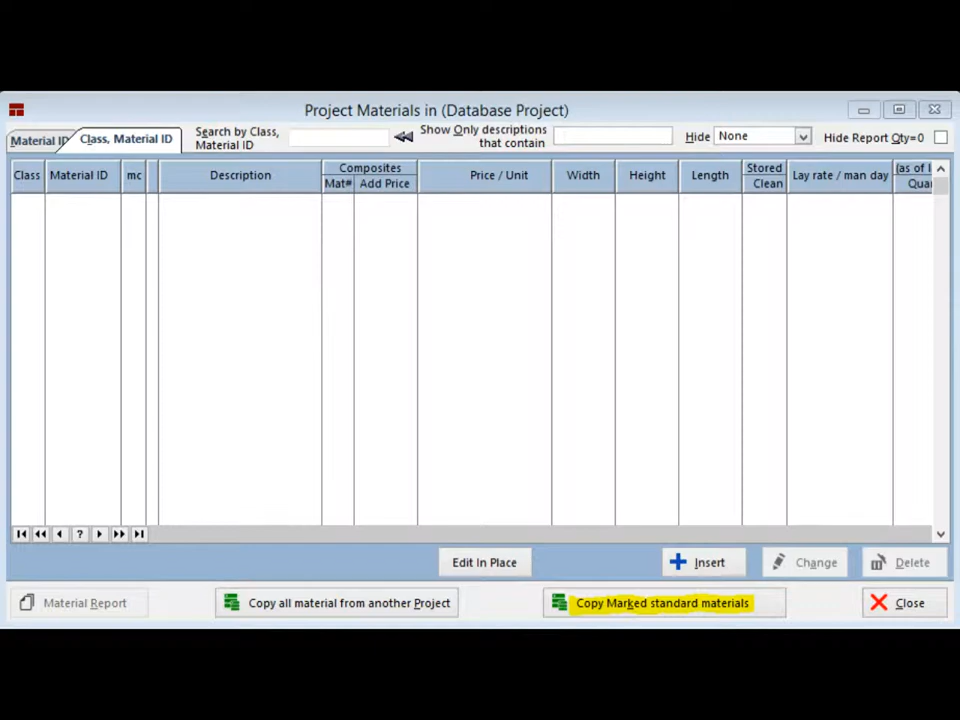 Project Materials in (Database Project)
Material ID
Class, Material ID
Search by Class,
Material ID
Show Only descriptions
that contain
Hide
None
Hide Report Qty=0
Class
Material ID
mc
Description
Composites
Mat#
Add Price
Price / Unit
Width
Height
Length
Stored
Clean
Lay rate / man day
(as of l
Quar
?
Edit In Place
Insert
Change
Delete
Material Report
Copy all material from another Project
Copy Marked standard materials
Close